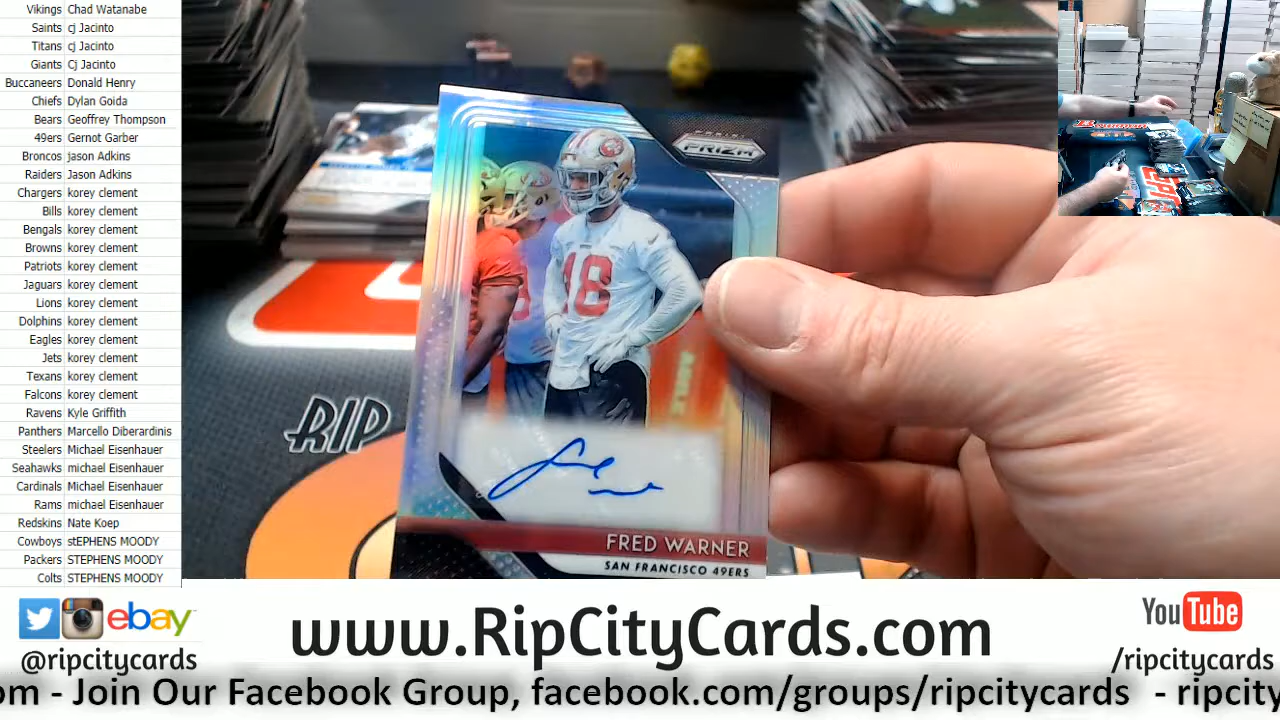 Vikings Chad Watanabe
Saints cj Jacinto
Titans cj Jacinto
Giants Cj Jacinto
Buccaneers Donald Henry
Chiefs Dylan Goida
Bears Geoffrey Thompson
49ers Gernot Garber
Broncos jason Adkins
Raiders Jason Adkins
Chargers korey clement
Bills korey clement
Bengals korey clement
Browns korey clement
Patriots korey clement
Jaguars korey clement
Lions korey clement
Dolphins korey clement
Eagles korey clement
Jets korey clement
Texans korey clement
Falcons korey clement
Ravens Kyle Griffith
Panthers Marcello Diberardinis
Steelers Michael Eisenhauer
Seahawks michael Eisenhauer
Cardinals Michael Eisenhauer
Rams michael Eisenhauer
Redskins Nate Koep
Cowboys stEPHENS MOODY
Packers STEPHENS MOODY
Colts STEPHENS MOODY
PANINI
PRIZM
18
RIP
FRED WARNER
SAN FRANCISCO 49ERS
Bowman
ebay
@ripcitycards
www.RipCityCards.com
YouTube
/ripcitycards
om - Join Our Facebook Group, facebook.com/groups/ripcitycards - ripcity